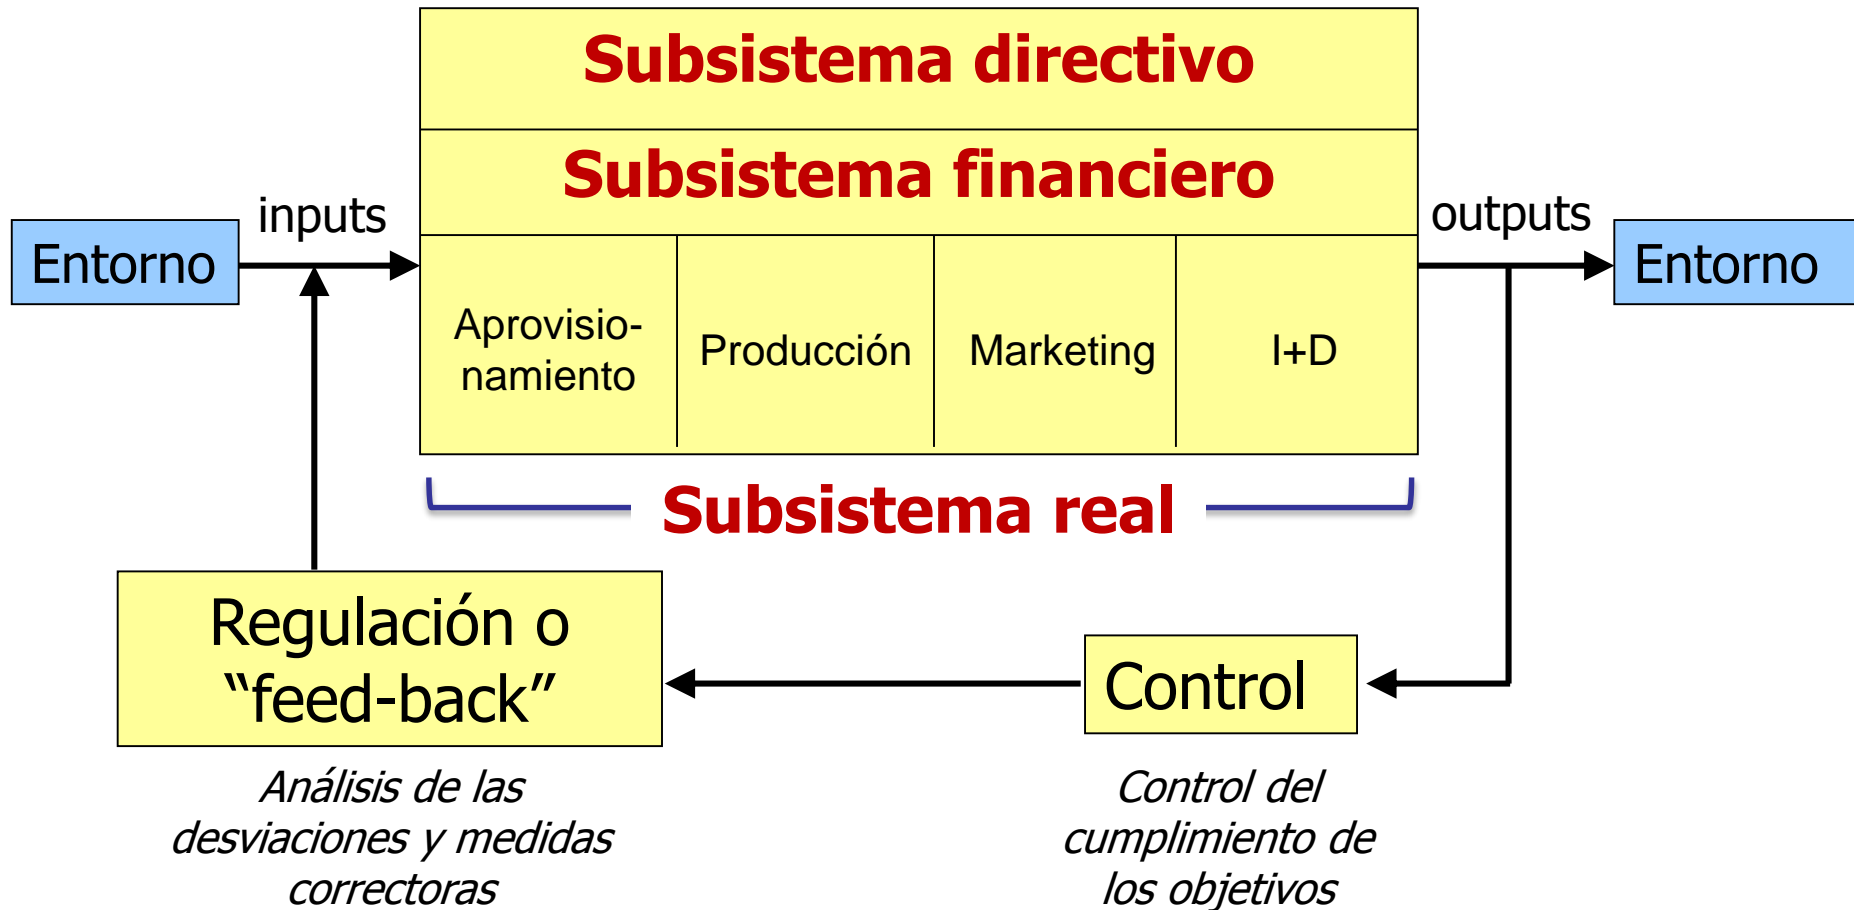 Subsistema directivo
Subsistema financiero
inputs
outputs
Entorno
Entorno
Aprovisio-
namiento
Producción
Marketing
I+D
Subsistema real
Regulación o
“feed-back”
Control
Análisis de las
desviaciones y medidas
correctoras
Control del
cumplimiento de
los objetivos